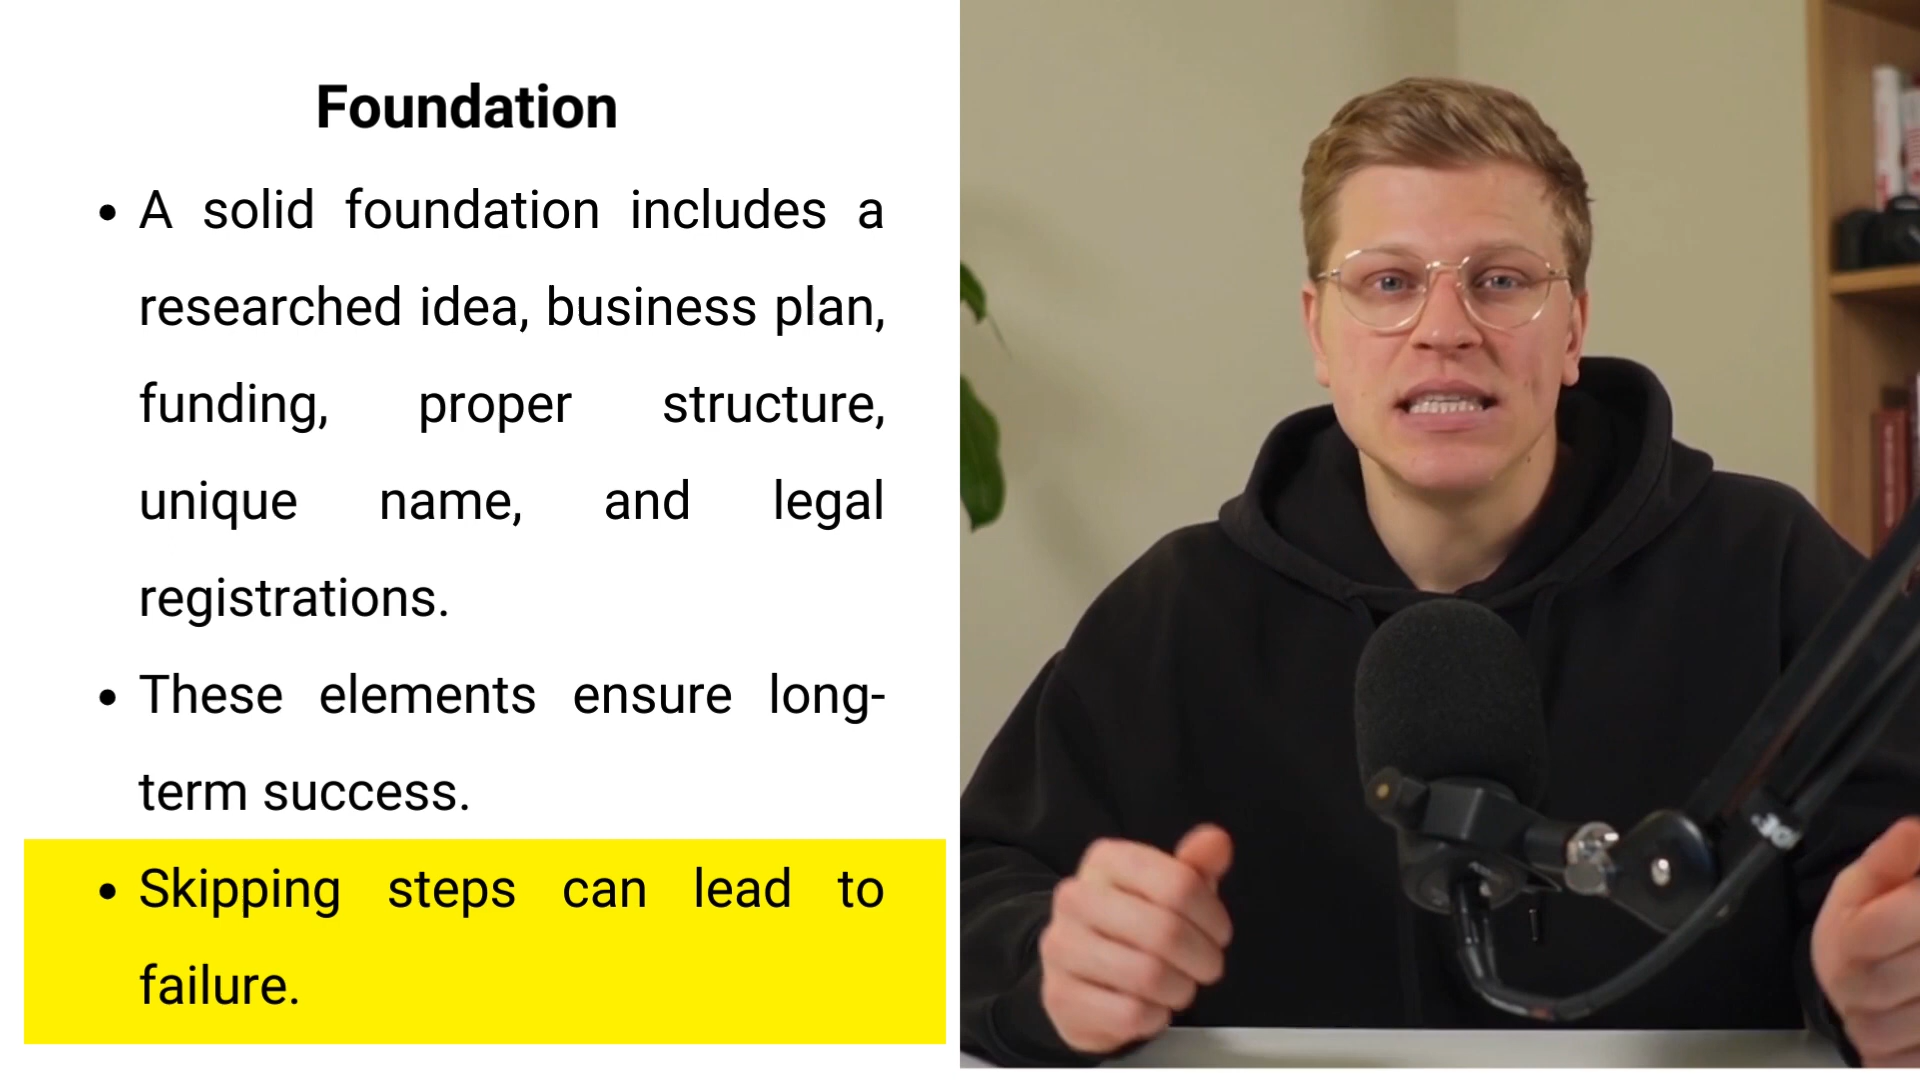 Foundation
• A solid foundation includes a
researched idea, business plan,
funding, proper structure,
unique name, and legal
registrations.
• These elements ensure long-
term success.
• Skipping steps can lead to
failure.